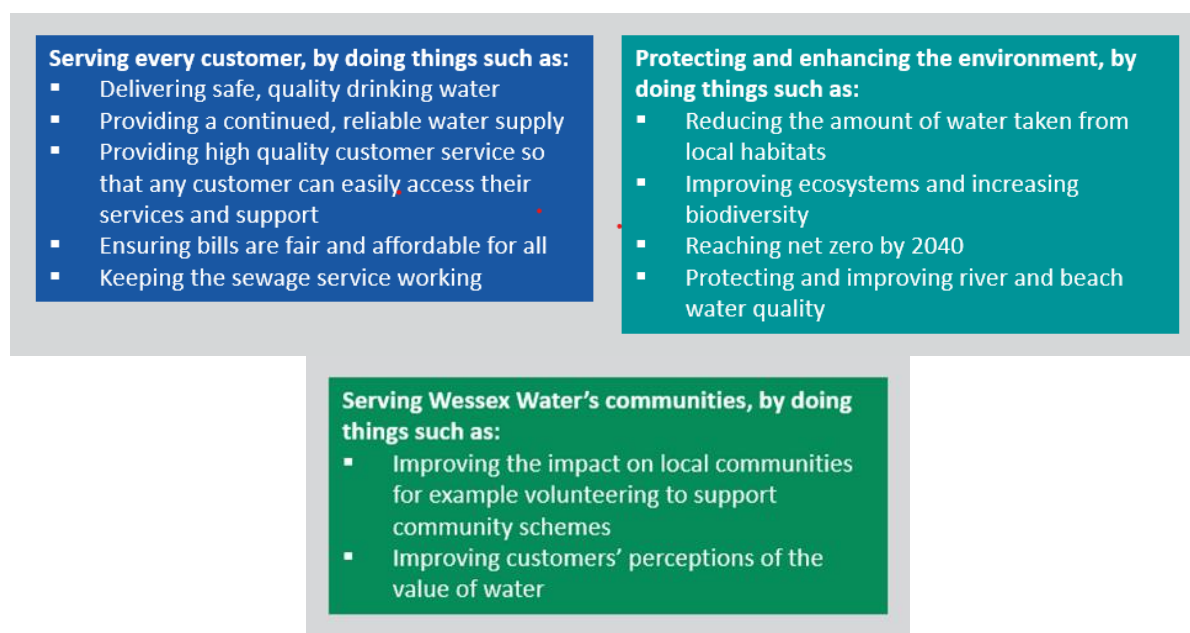 Serving every customer, by doing things such as:
▪ Delivering safe, quality drinking water
▪ Providing a continued, reliable water supply
▪ Providing high quality customer service so
that any customer can easily access their
services and support
▪ Ensuring bills are fair and affordable for all
▪ Keeping the sewage service working
Protecting and enhancing the environment, by
doing things such as:
▪ Reducing the amount of water taken from
local habitats
▪ Improving ecosystems and increasing
biodiversity
▪ Reaching net zero by 2040
▪ Protecting and improving river and beach
water quality
Serving Wessex Water’s communities, by doing
things such as:
▪ Improving the impact on local communities
for example volunteering to support
community schemes
▪ Improving customers’ perceptions of the
value of water